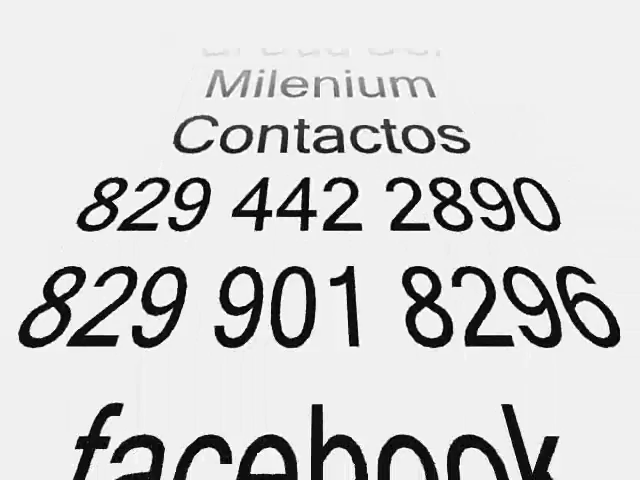 Milenium
Contactos
829 442 2890
829 901 8296
facebook